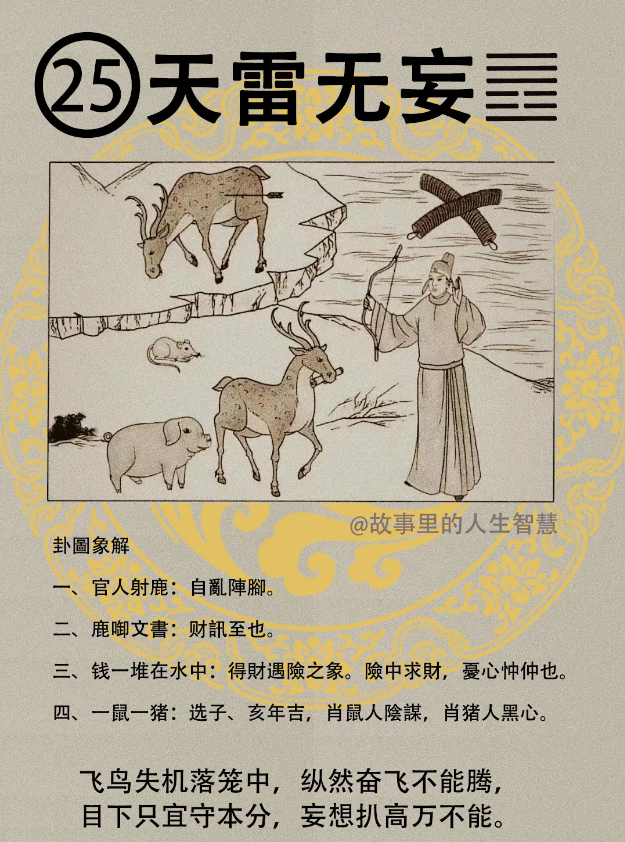 25 天雷无妄
@故事里的人生智慧
卦圖象解
一、官人射鹿：自亂陣腳。
二、鹿啣文書：财訊至也。
三、钱一堆在水中：得財遇險之象。險中求財，憂心忡仲也。
四、一鼠一猪：选子、亥年吉，肖鼠人陰謀，肖猪人黑心。
飞鸟失机落笼中，纵然奋飞不能腾，
目下只宜守本分，妄想扒高万不能。